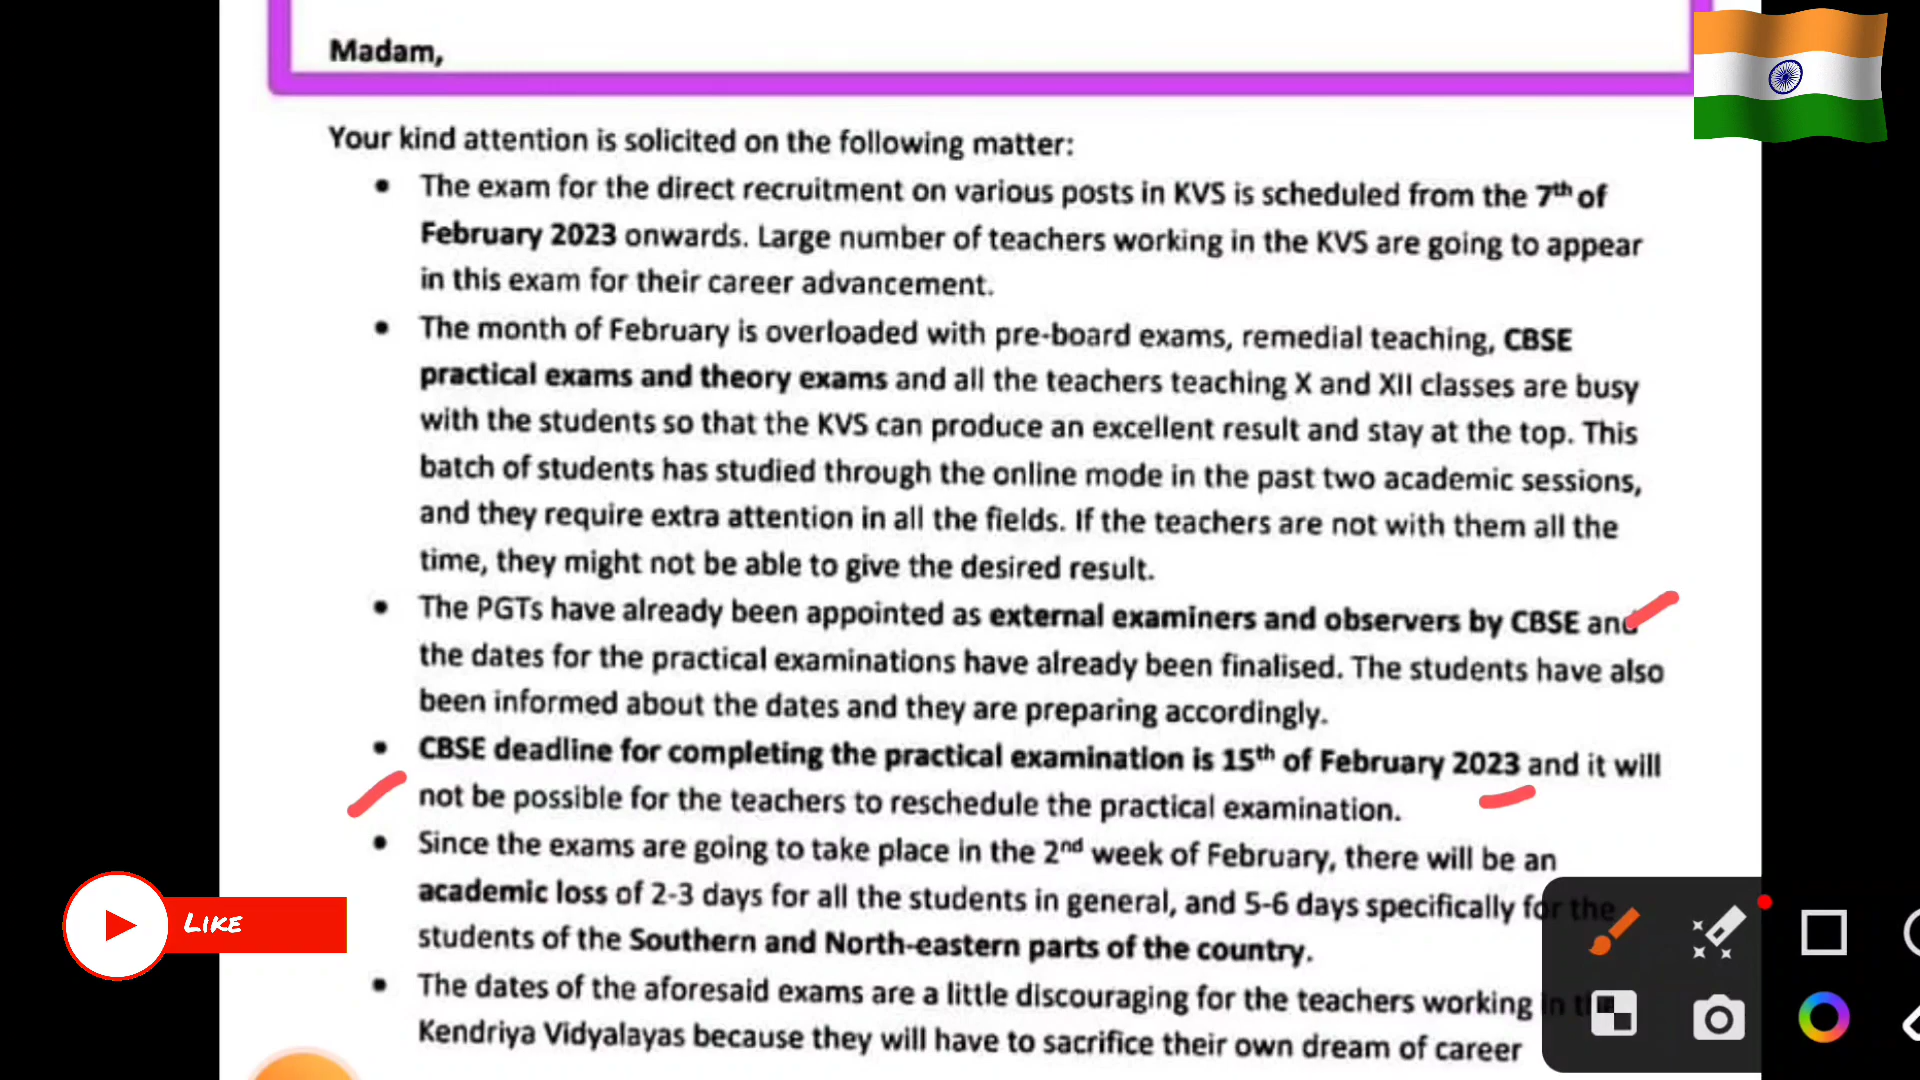 Madam,
Your kind attention is solicited on the following matter:
• The exam for the direct recruitment on various posts in KVS is scheduled from the 7th of
February 2023 onwards. Large number of teachers working in the KVS are going to appear
in this exam for their career advancement.
• The month of February is overloaded with pre-board exams, remedial teaching, CBSE
practical exams and theory exams and all the teachers teaching X and XII classes are busy
with the students so that the KVS can produce an excellent result and stay at the top. This
batch of students has studied through the online mode in the past two academic sessions,
and they require extra attention in all the fields. If the teachers are not with them all the
time, they might not be able to give the desired result.
• The PGTs have already been appointed as external examiners and observers by CBSE and
the dates for the practical examinations have already been finalised. The students have also
been informed about the dates and they are preparing accordingly.
• CBSE deadline for completing the practical examination is 15th of February 2023 and it will
not be possible for the teachers to reschedule the practical examination.
• Since the exams are going to take place in the 2nd week of February, there will be an
academic loss of 2-3 days for all the students in general, and 5-6 days specifically for the
students of the Southern and North-eastern parts of the country.
• The dates of the aforesaid exams are a little discouraging for the teachers working in
Kendriya Vidyalayas because they will have to sacrifice their own dream of career
LIKE